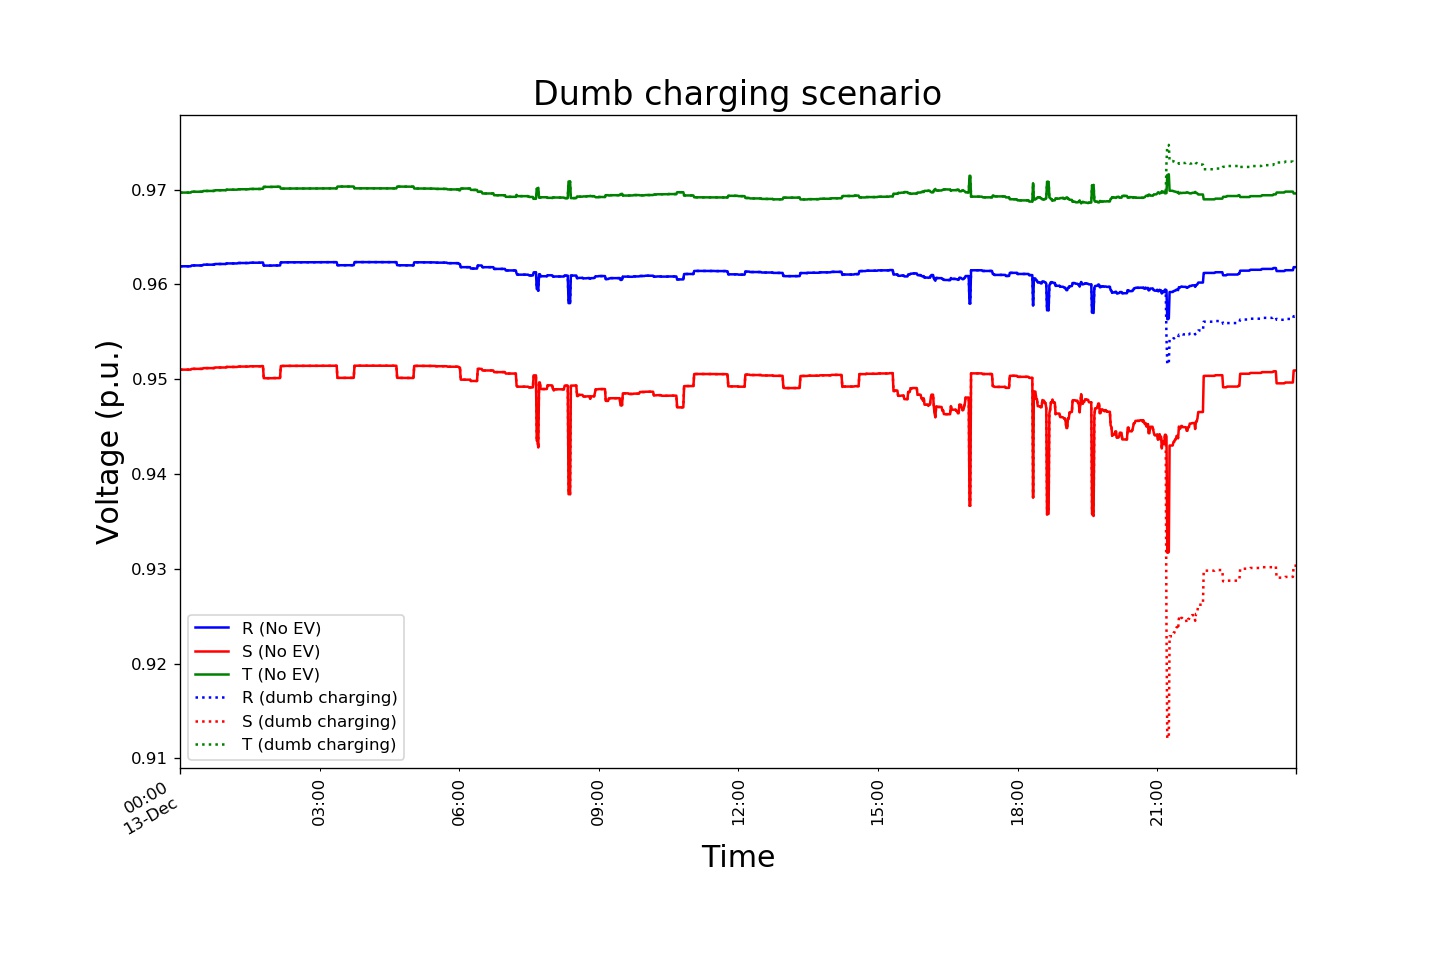 Dumb charging scenario
Voltage (p.u.)
0.97
0.96
0.95
0.94
0.93
0.92
0.91
R (No EV)
S (No EV)
T (No EV)
R (dumb charging)
S (dumb charging)
T (dumb charging)
00:00
13-Dec
03:00
06:00
09:00
12:00
15:00
18:00
21:00
Time